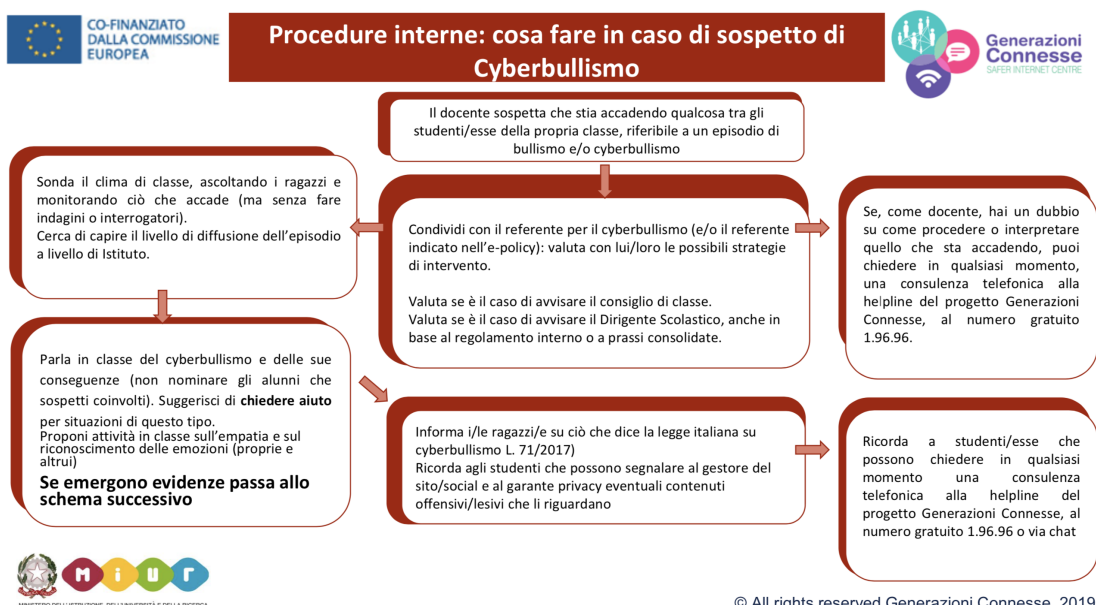 CO-FINANZIATO
DALLA COMMISSIONE
EUROPEA
Procedure interne: cosa fare in caso di sospetto di
Cyberbullismo
Generazioni
Connesse
SAFER INTERNET CENTRE
Il docente sospetta che stia accadendo qualcosa tra gli
studenti/esse della propria classe, riferibile a un episodio di
bullismo e/o cyberbullismo
Sonda il clima di classe, ascoltando i ragazzi e
monitorando ciò che accade (ma senza fare
indagini o interrogatori).
Cerca di capire il livello di diffusione dell'episodio
a livello di Istituto.
Condividi con il referente per il cyberbullismo (e/o il referente
indicato nell'e-policy): valuta con lui/loro le possibili strategie
di intervento.
Valuta se è il caso di avvisare il consiglio di classe.
Valuta se è il caso di avvisare il Dirigente Scolastico, anche in
base al regolamento interno o a prassi consolidate.
Se, come docente, hai un dubbio
su come procedere o interpretare
quello che sta accadendo, puoi
chiedere in qualsiasi momento,
una consulenza telefonica alla
helpline del progetto Generazioni
Connesse, al numero gratuito
1.96.96.
Parla in classe del cyberbullismo e delle sue
conseguenze (non nominare gli alunni che
sospetti coinvolti). Suggerisci di chiedere aiuto
per situazioni di questo tipo.
Proponi attività in classe sull'empatia e sul
riconoscimento delle emozioni (proprie e
altrui)
Se emergono evidenze passa allo
schema successivo
Informa i/le ragazzi/e su ciò che dice la legge italiana su
cyberbullismo L. 71/2017)
Ricorda agli studenti che possono segnalare al gestore del
sito/social e al garante privacy eventuali contenuti
offensivi/lesivi che li riguardano
Ricorda a studenti/esse che
possono chiedere in qualsiasi
momento una consulenza
telefonica alla helpline del
progetto Generazioni Connesse, al
numero gratuito 1.96.96 o via chat
miur
MINISTERO DELL'ISTRUZIONE, DELL'UNIVERSITÀ E DELLA RICERCA
© All rights reserved Generazioni Connesse, 2019